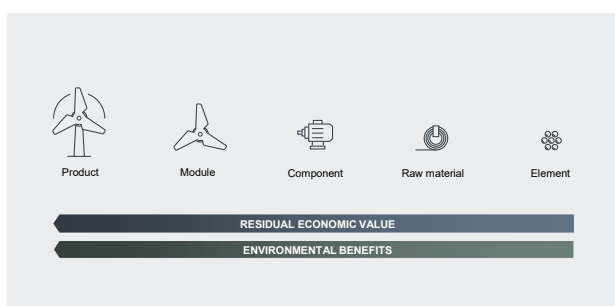 Product
Module
Component
Raw material
Element
RESIDUAL ECONOMIC VALUE
ENVIRONMENTAL BENEFITS